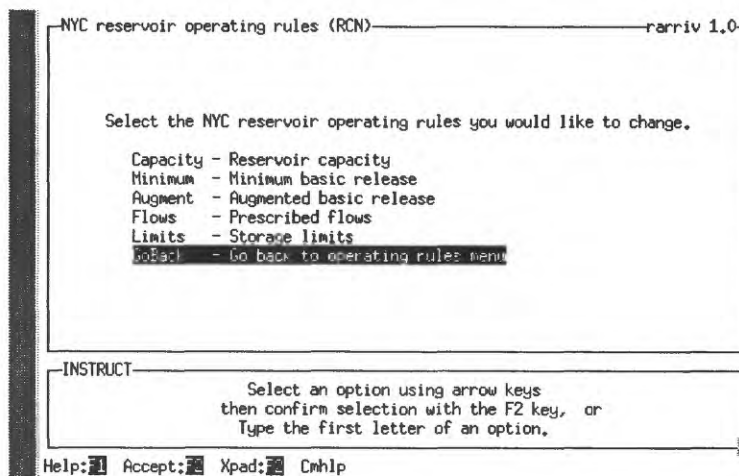 NYC reservoir operating rules (RCN) rarriv 1.0
Select the NYC reservoir operating rules you would like to change.
Capacity - Reservoir capacity
Minimum - Minimum basic release
Augment - Augmented basic release
Flows - Prescribed flows
Limits - Storage limits
GoBack - Go back to operating rules menu
INSTRUCT
Select an option using arrow keys
then confirm selection with the F2 key, or
Type the first letter of an option.
Help:F1 Accept:F2 Xpad: Cmhlp